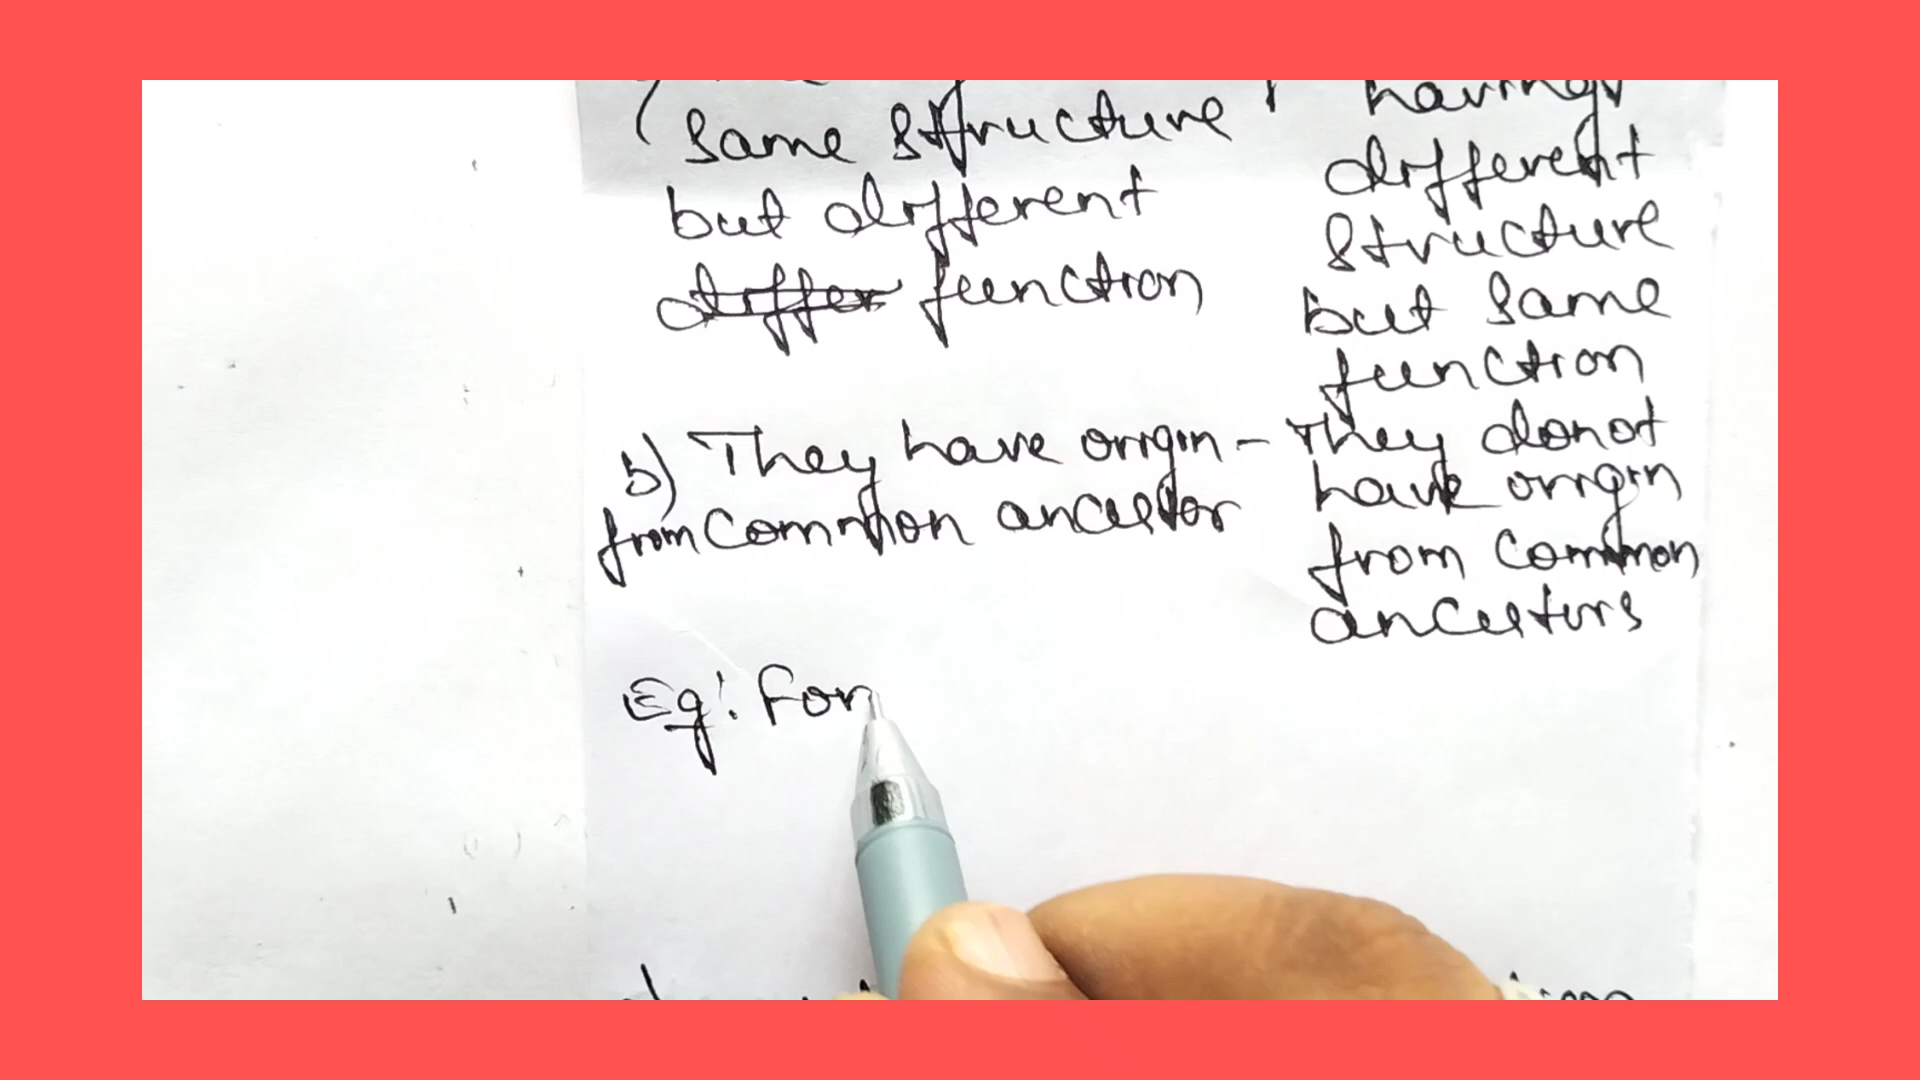 same structure
but different
differ function
b) They have origin -
from common ancestor
Eg: For
having
different
structure
but same
function
They donot
have origin
from common
ancestors